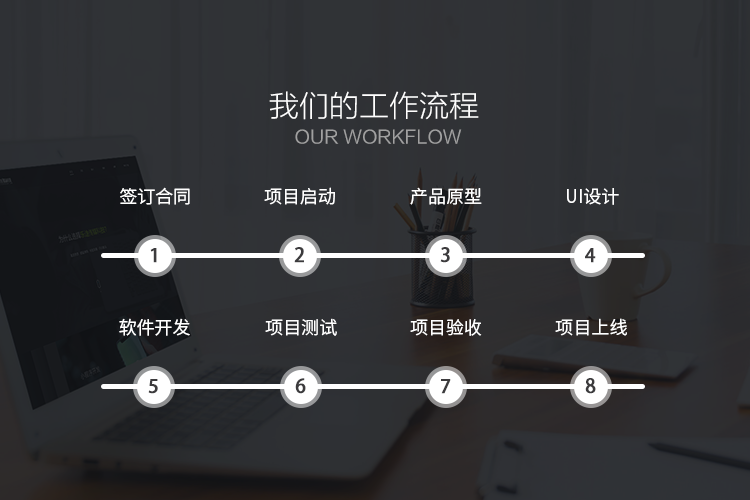 我们的工作流程
OUR WORKFLOW
签订合同 项目启动 产品原型 UI设计
1 2 3 4
软件开发 项目测试 项目验收 项目上线
5 6 7 8